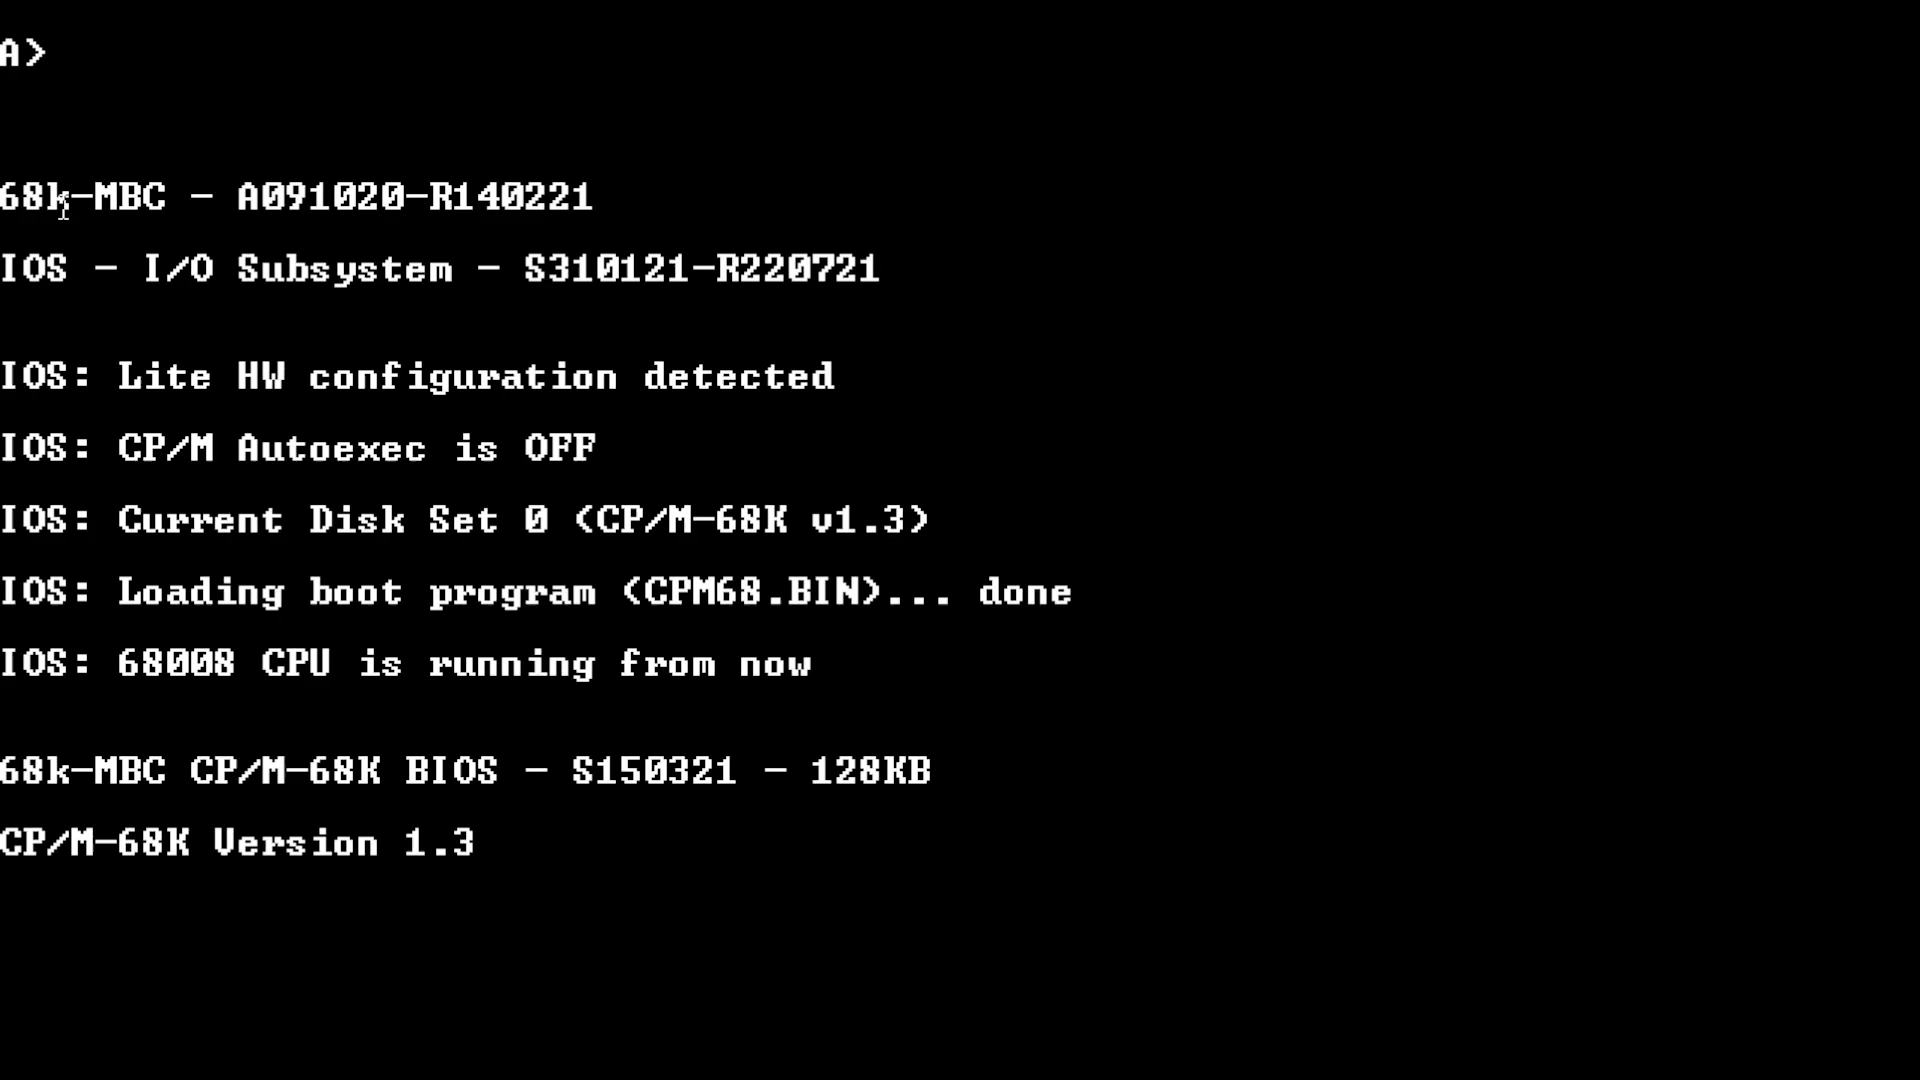 A>
68k-MBC - A091020-R140221
IOS - I/O Subsystem - S310121-R220721
IOS: Lite HW configuration detected
IOS: CP/M Autoexec is OFF
IOS: Current Disk Set 0 (CP/M-68K v1.3)
IOS: Loading boot program (CPM68.BIN)... done
IOS: 68008 CPU is running from now
68k-MBC CP/M-68K BIOS - S150321 - 128KB
CP/M-68K Version 1.3